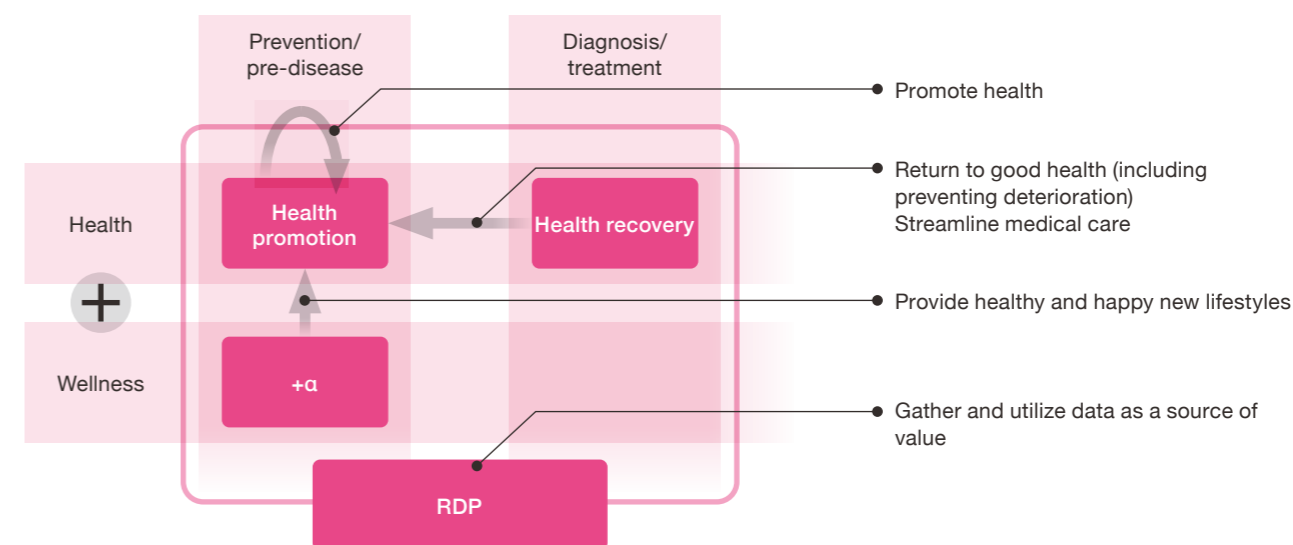 Prevention/
pre-disease
Diagnosis/
treatment
Promote health
Return to good health (including
preventing deterioration)
Streamline medical care
Health
Health
promotion
Health recovery
+
Provide healthy and happy new lifestyles
Wellness
+α
Gather and utilize data as a source of
value
RDP